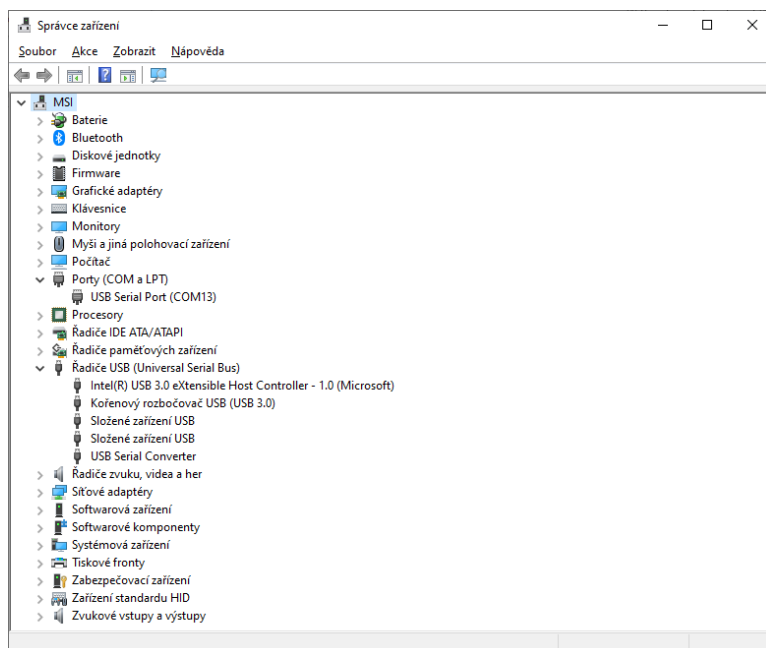 Správce zařízení
Soubor Akce Zobrazit Nápověda
MSI
Baterie
Bluetooth
Diskové jednotky
Firmware
Grafické adaptéry
Klávesnice
Monitory
Myši a jiná polohovací zařízení
Počítač
Porty (COM a LPT)
USB Serial Port (COM13)
Procesory
Řadiče IDE ATA/ATAPI
Řadiče paměťových zařízení
Řadiče USB (Universal Serial Bus)
Intel(R) USB 3.0 eXtensible Host Controller - 1.0 (Microsoft)
Kořenový rozbočovač USB (USB 3.0)
Složené zařízení USB
Složené zařízení USB
USB Serial Converter
Řadiče zvuku, videa a her
Síťové adaptéry
Softwarová zařízení
Softwarové komponenty
Systémová zařízení
Tiskové fronty
Zabezpečovací zařízení
Zařízení standardu HID
Zvukové vstupy a výstupy